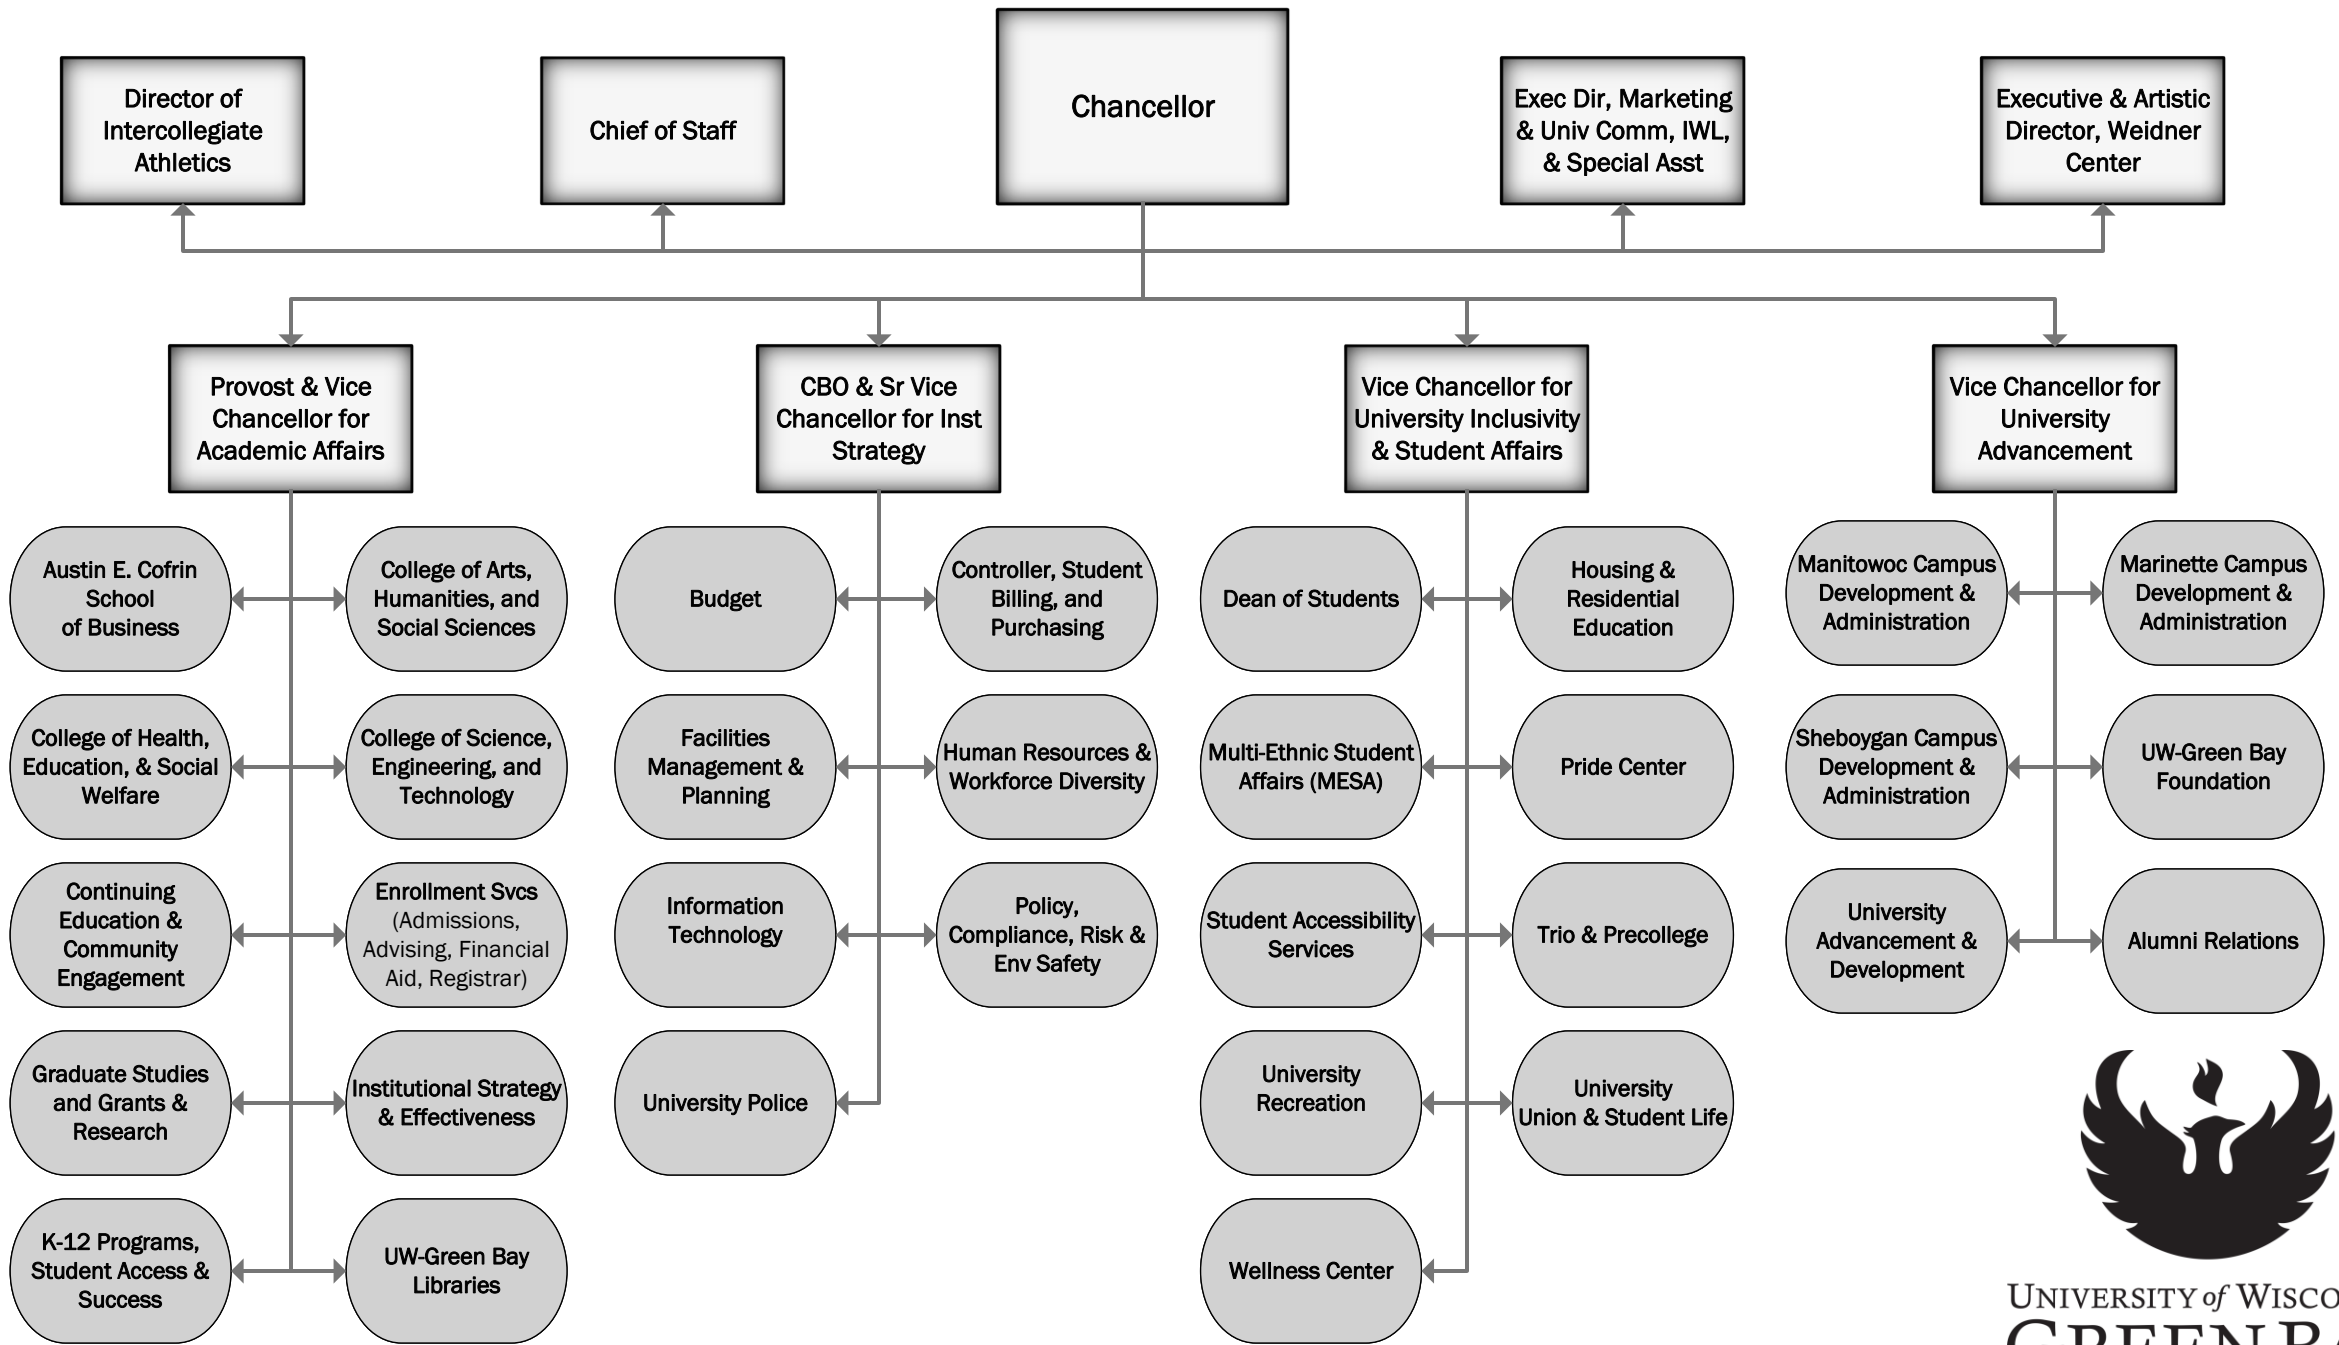 Director of
Intercollegiate
Athletics
Chief of Staff
Chancellor
Exec Dir, Marketing
& Univ Comm, IWL,
& Special Asst
Executive & Artistic
Director, Weidner
Center
Provost & Vice
Chancellor for
Academic Affairs
CBO & Sr Vice
Chancellor for Inst
Strategy
Vice Chancellor for
University Inclusivity
& Student Affairs
Vice Chancellor for
University
Advancement
Austin E. Cofrin
School
of Business
College of Arts,
Humanities, and
Social Sciences
College of Health,
Education, & Social
Welfare
College of Science,
Engineering, and
Technology
Continuing
Education &
Community
Engagement
Enrollment Svcs
(Admissions,
Advising, Financial
Aid, Registrar)
Graduate Studies
and Grants &
Research
Institutional Strategy
& Effectiveness
K-12 Programs,
Student Access &
Success
UW-Green Bay
Libraries
Budget
Controller, Student
Billing, and
Purchasing
Facilities
Management &
Planning
Human Resources &
Workforce Diversity
Information
Technology
Policy,
Compliance, Risk &
Env Safety
University Police
Dean of Students
Housing &
Residential
Education
Multi-Ethnic Student
Affairs (MESA)
Pride Center
Student Accessibility
Services
Trio & Precollege
University
Recreation
University
Union & Student Life
Wellness Center
Manitowoc Campus
Development &
Administration
Marinette Campus
Development &
Administration
Sheboygan Campus
Development &
Administration
UW-Green Bay
Foundation
University
Advancement &
Development
Alumni Relations
UNIVERSITY of WISCO
GREEN BA